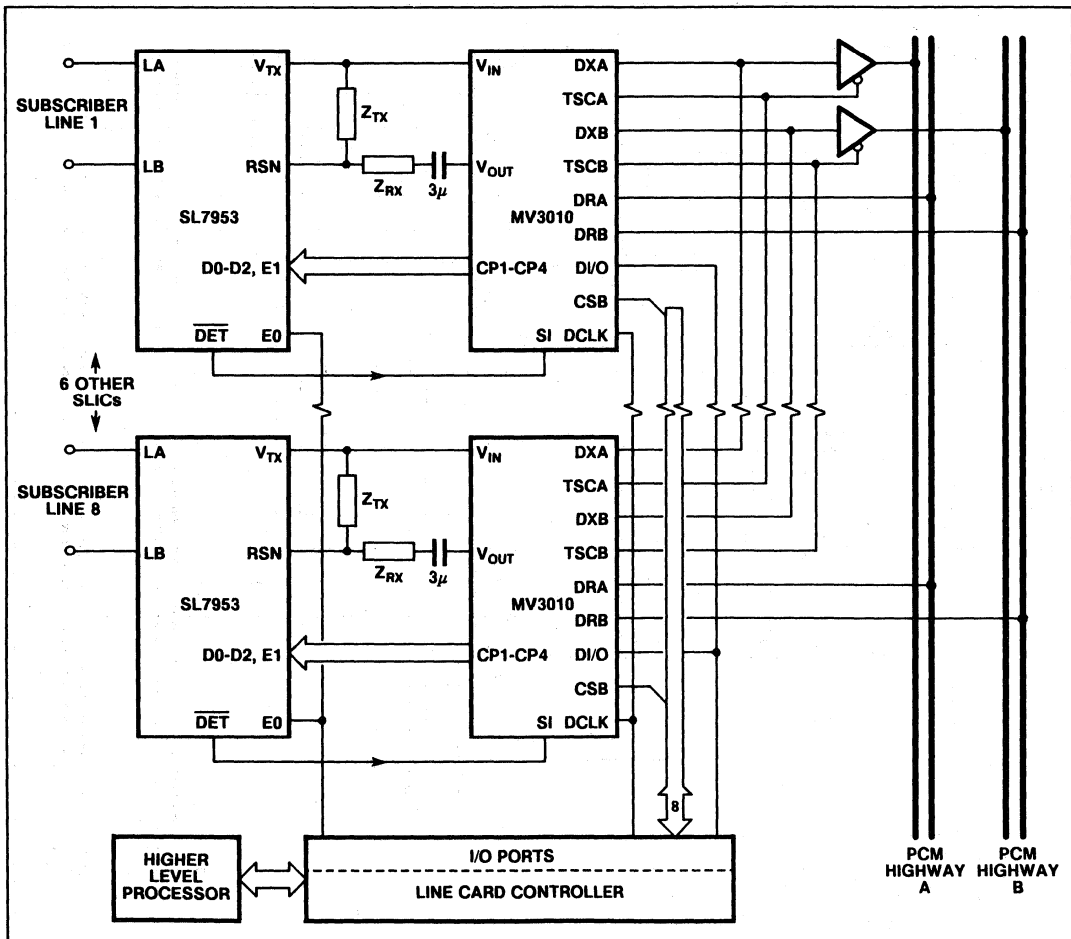 LA
V_TX
V_IN
DXA
SUBSCRIBER
LINE 1
Z_TX
TSCA
DXB
LB
RSN
Z_RX
3µ
V_OUT
TSCB
SL7953
MV3010
DRA
DRB
D0-D2, E1
CP1-CP4
DI/O
CSB
DET
E0
SI
DCLK
6 OTHER
SLICs
LA
V_TX
V_IN
DXA
SUBSCRIBER
LINE 8
Z_TX
TSCA
DXB
LB
RSN
Z_RX
3µ
V_OUT
TSCB
SL7953
MV3010
DRA
DRB
D0-D2, E1
CP1-CP4
DI/O
CSB
DET
E0
SI
DCLK
8
HIGHER
LEVEL
PROCESSOR
I/O PORTS
LINE CARD CONTROLLER
PCM
HIGHWAY
A
PCM
HIGHWAY
B